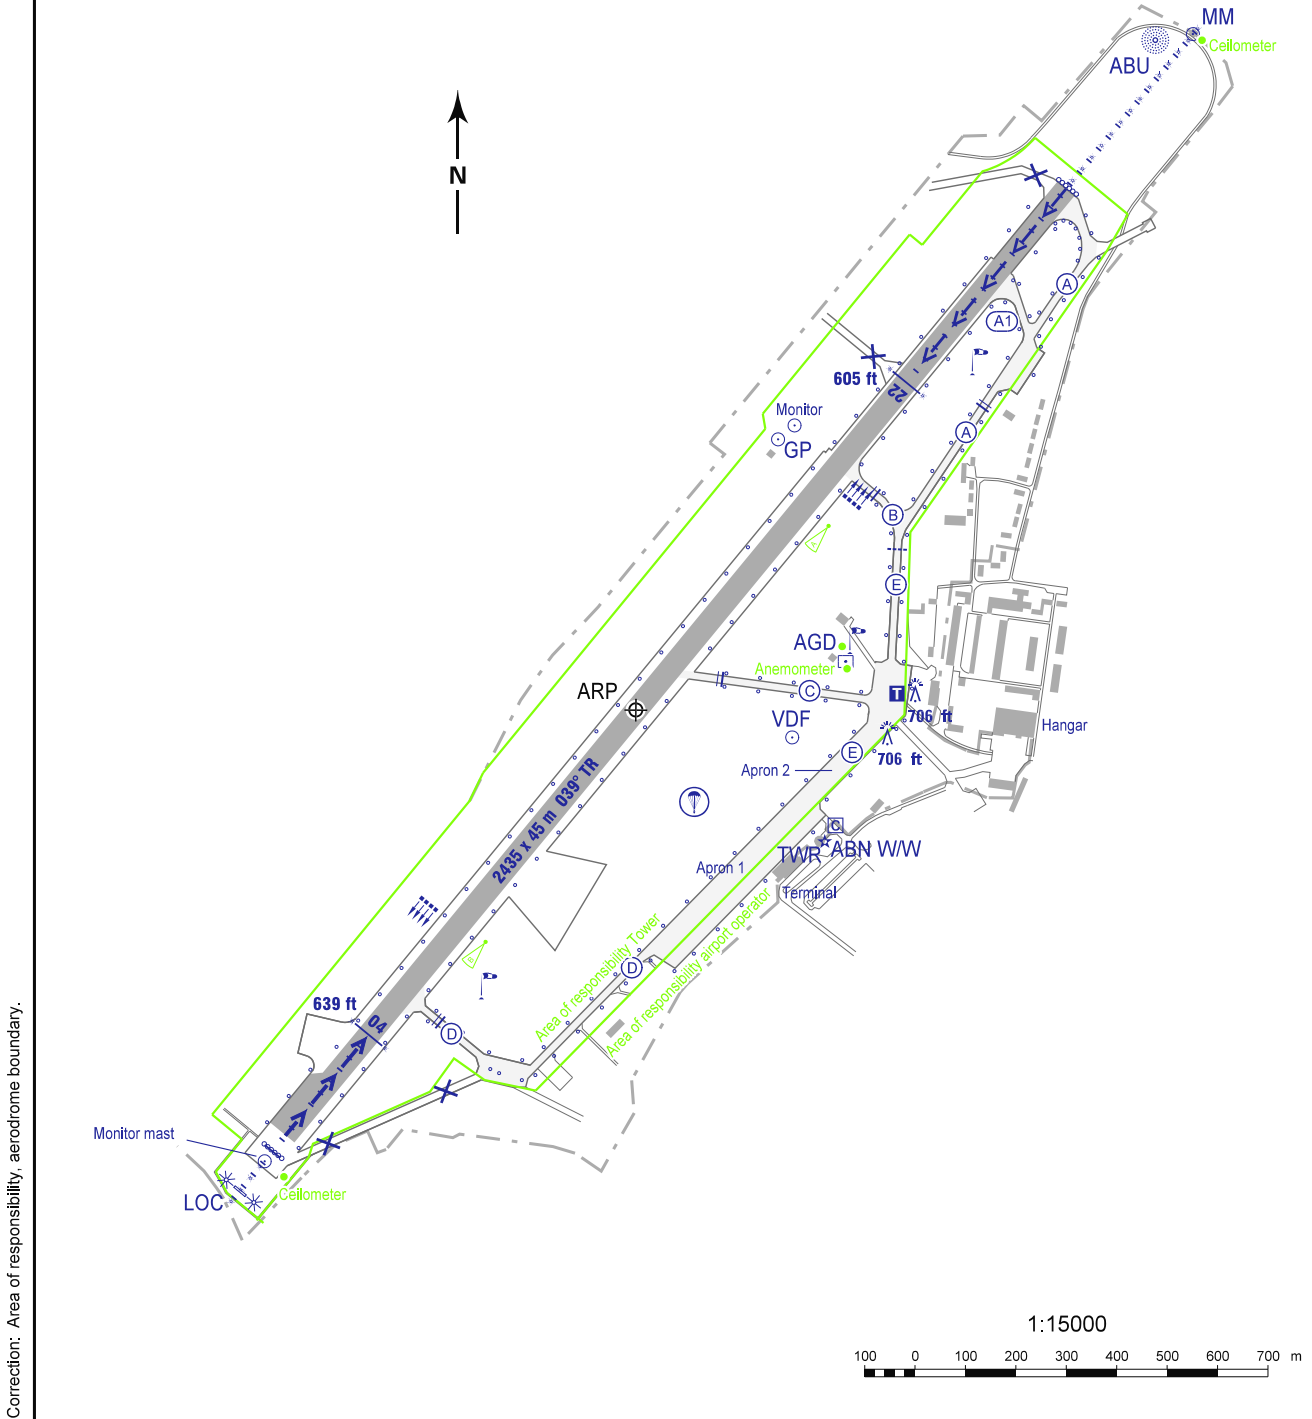 MM
Ceilometer
ABU
N
A
A1
605 ft
22
Monitor
GP
A
B
E
AGD
Anemometer
ARP
C
T
706 ft
VDF
Hangar
E
706 ft
Apron 2
2435 x 45 m 039° TR
C
TWR
ABN W/W
Apron 1
Terminal
Area of responsibility Tower
Area of responsibility airport operator
D
639 ft
04
D
Monitor mast
LOC
Ceilometer
Correction: Area of responsibility, aerodrome boundary.
1:15000
100 0 100 200 300 400 500 600 700 m